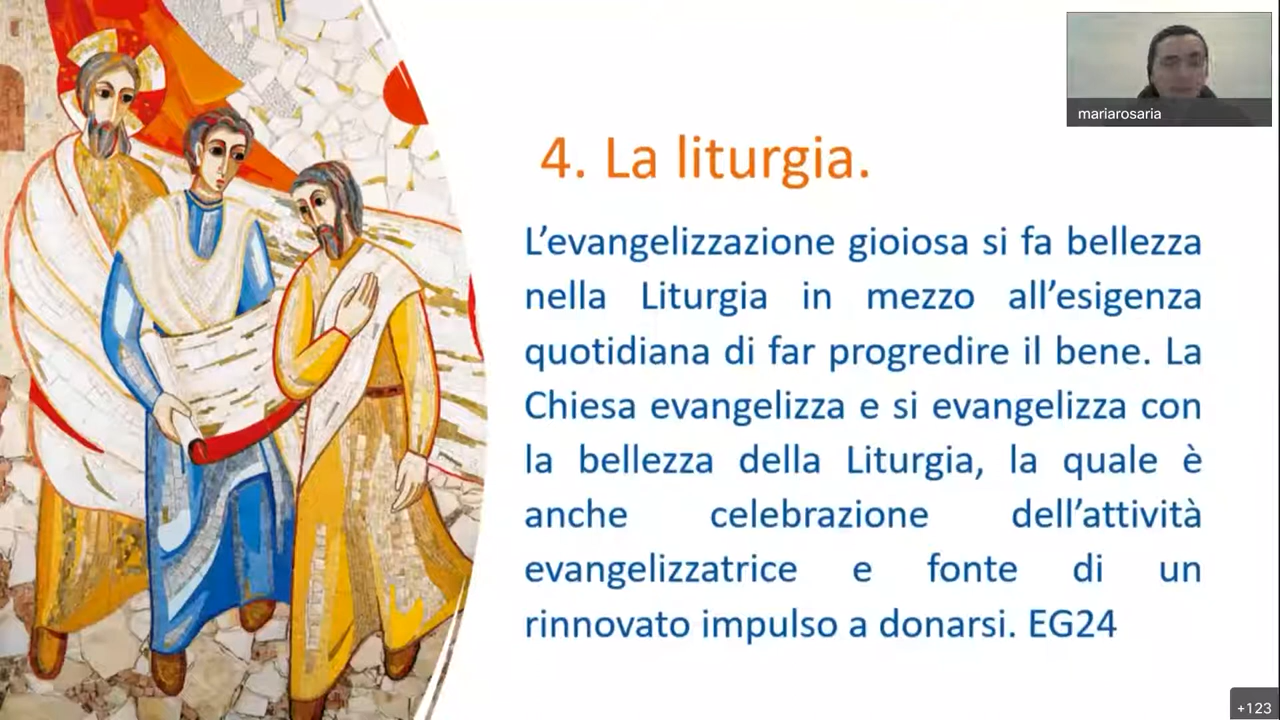 mariarosaria
4. La liturgia.
L’evangelizzazione gioiosa si fa bellezza
nella Liturgia in mezzo all’esigenza
quotidiana di far progredire il bene. La
Chiesa evangelizza e si evangelizza con
la bellezza della Liturgia, la quale è
anche celebrazione dell’attività
evangelizzatrice e fonte di un
rinnovato impulso a donarsi. EG24
+123